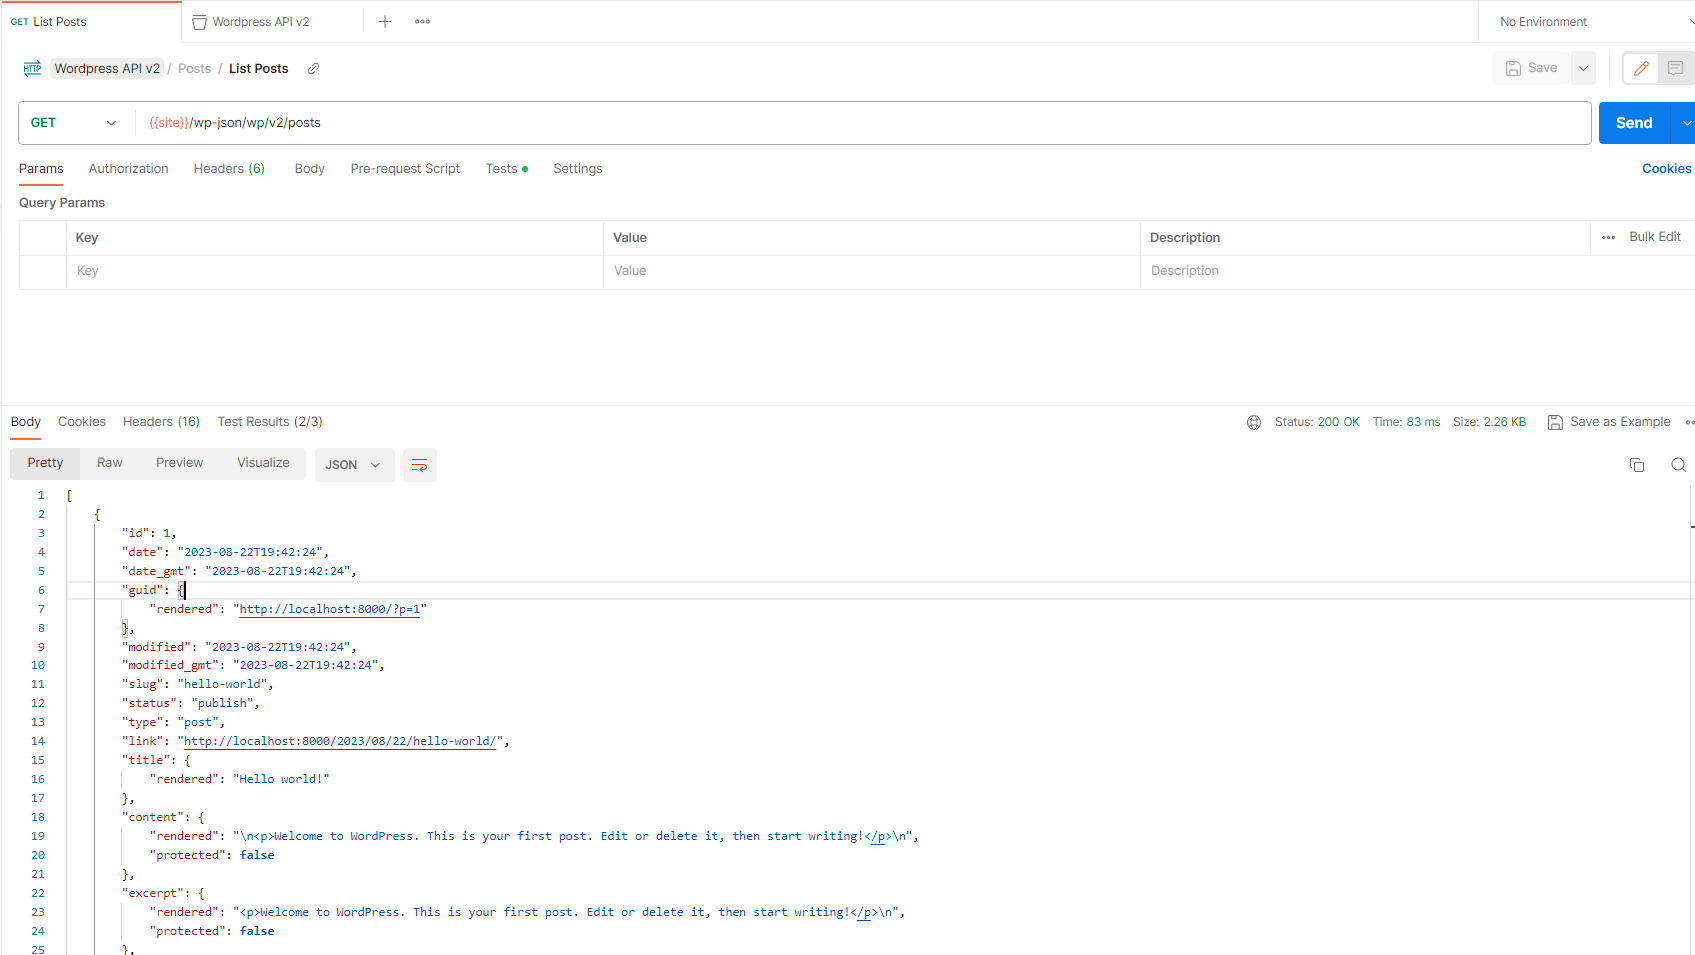 GET List Posts Wordpress API v2 No Environment
HTTP Wordpress API v2 / Posts / List Posts Save
GET {{site}}/wp-json/wp/v2/posts Send
Params Authorization Headers (6) Body Pre-request Script Tests Settings Cookies
Query Params
Key Value Description Bulk Edit
Key Value Description
Body Cookies Headers (16) Test Results (2/3) Status: 200 OK Time: 83 ms Size: 2.26 KB Save as Example
Pretty Raw Preview Visualize JSON
1 [
2 {
3 "id": 1,
4 "date": "2023-08-22T19:42:24",
5 "date_gmt": "2023-08-22T19:42:24",
6 "guid": {
7 "rendered": "http://localhost:8000/?p=1"
8 },
9 "modified": "2023-08-22T19:42:24",
10 "modified_gmt": "2023-08-22T19:42:24",
11 "slug": "hello-world",
12 "status": "publish",
13 "type": "post",
14 "link": "http://localhost:8000/2023/08/22/hello-world/",
15 "title": {
16 "rendered": "Hello world!"
17 },
18 "content": {
19 "rendered": "\n<p>Welcome to WordPress. This is your first post. Edit or delete it, then start writing!</p>\n",
20 "protected": false
21 },
22 "excerpt": {
23 "rendered": "<p>Welcome to WordPress. This is your first post. Edit or delete it, then start writing!</p>\n",
24 "protected": false
25 },